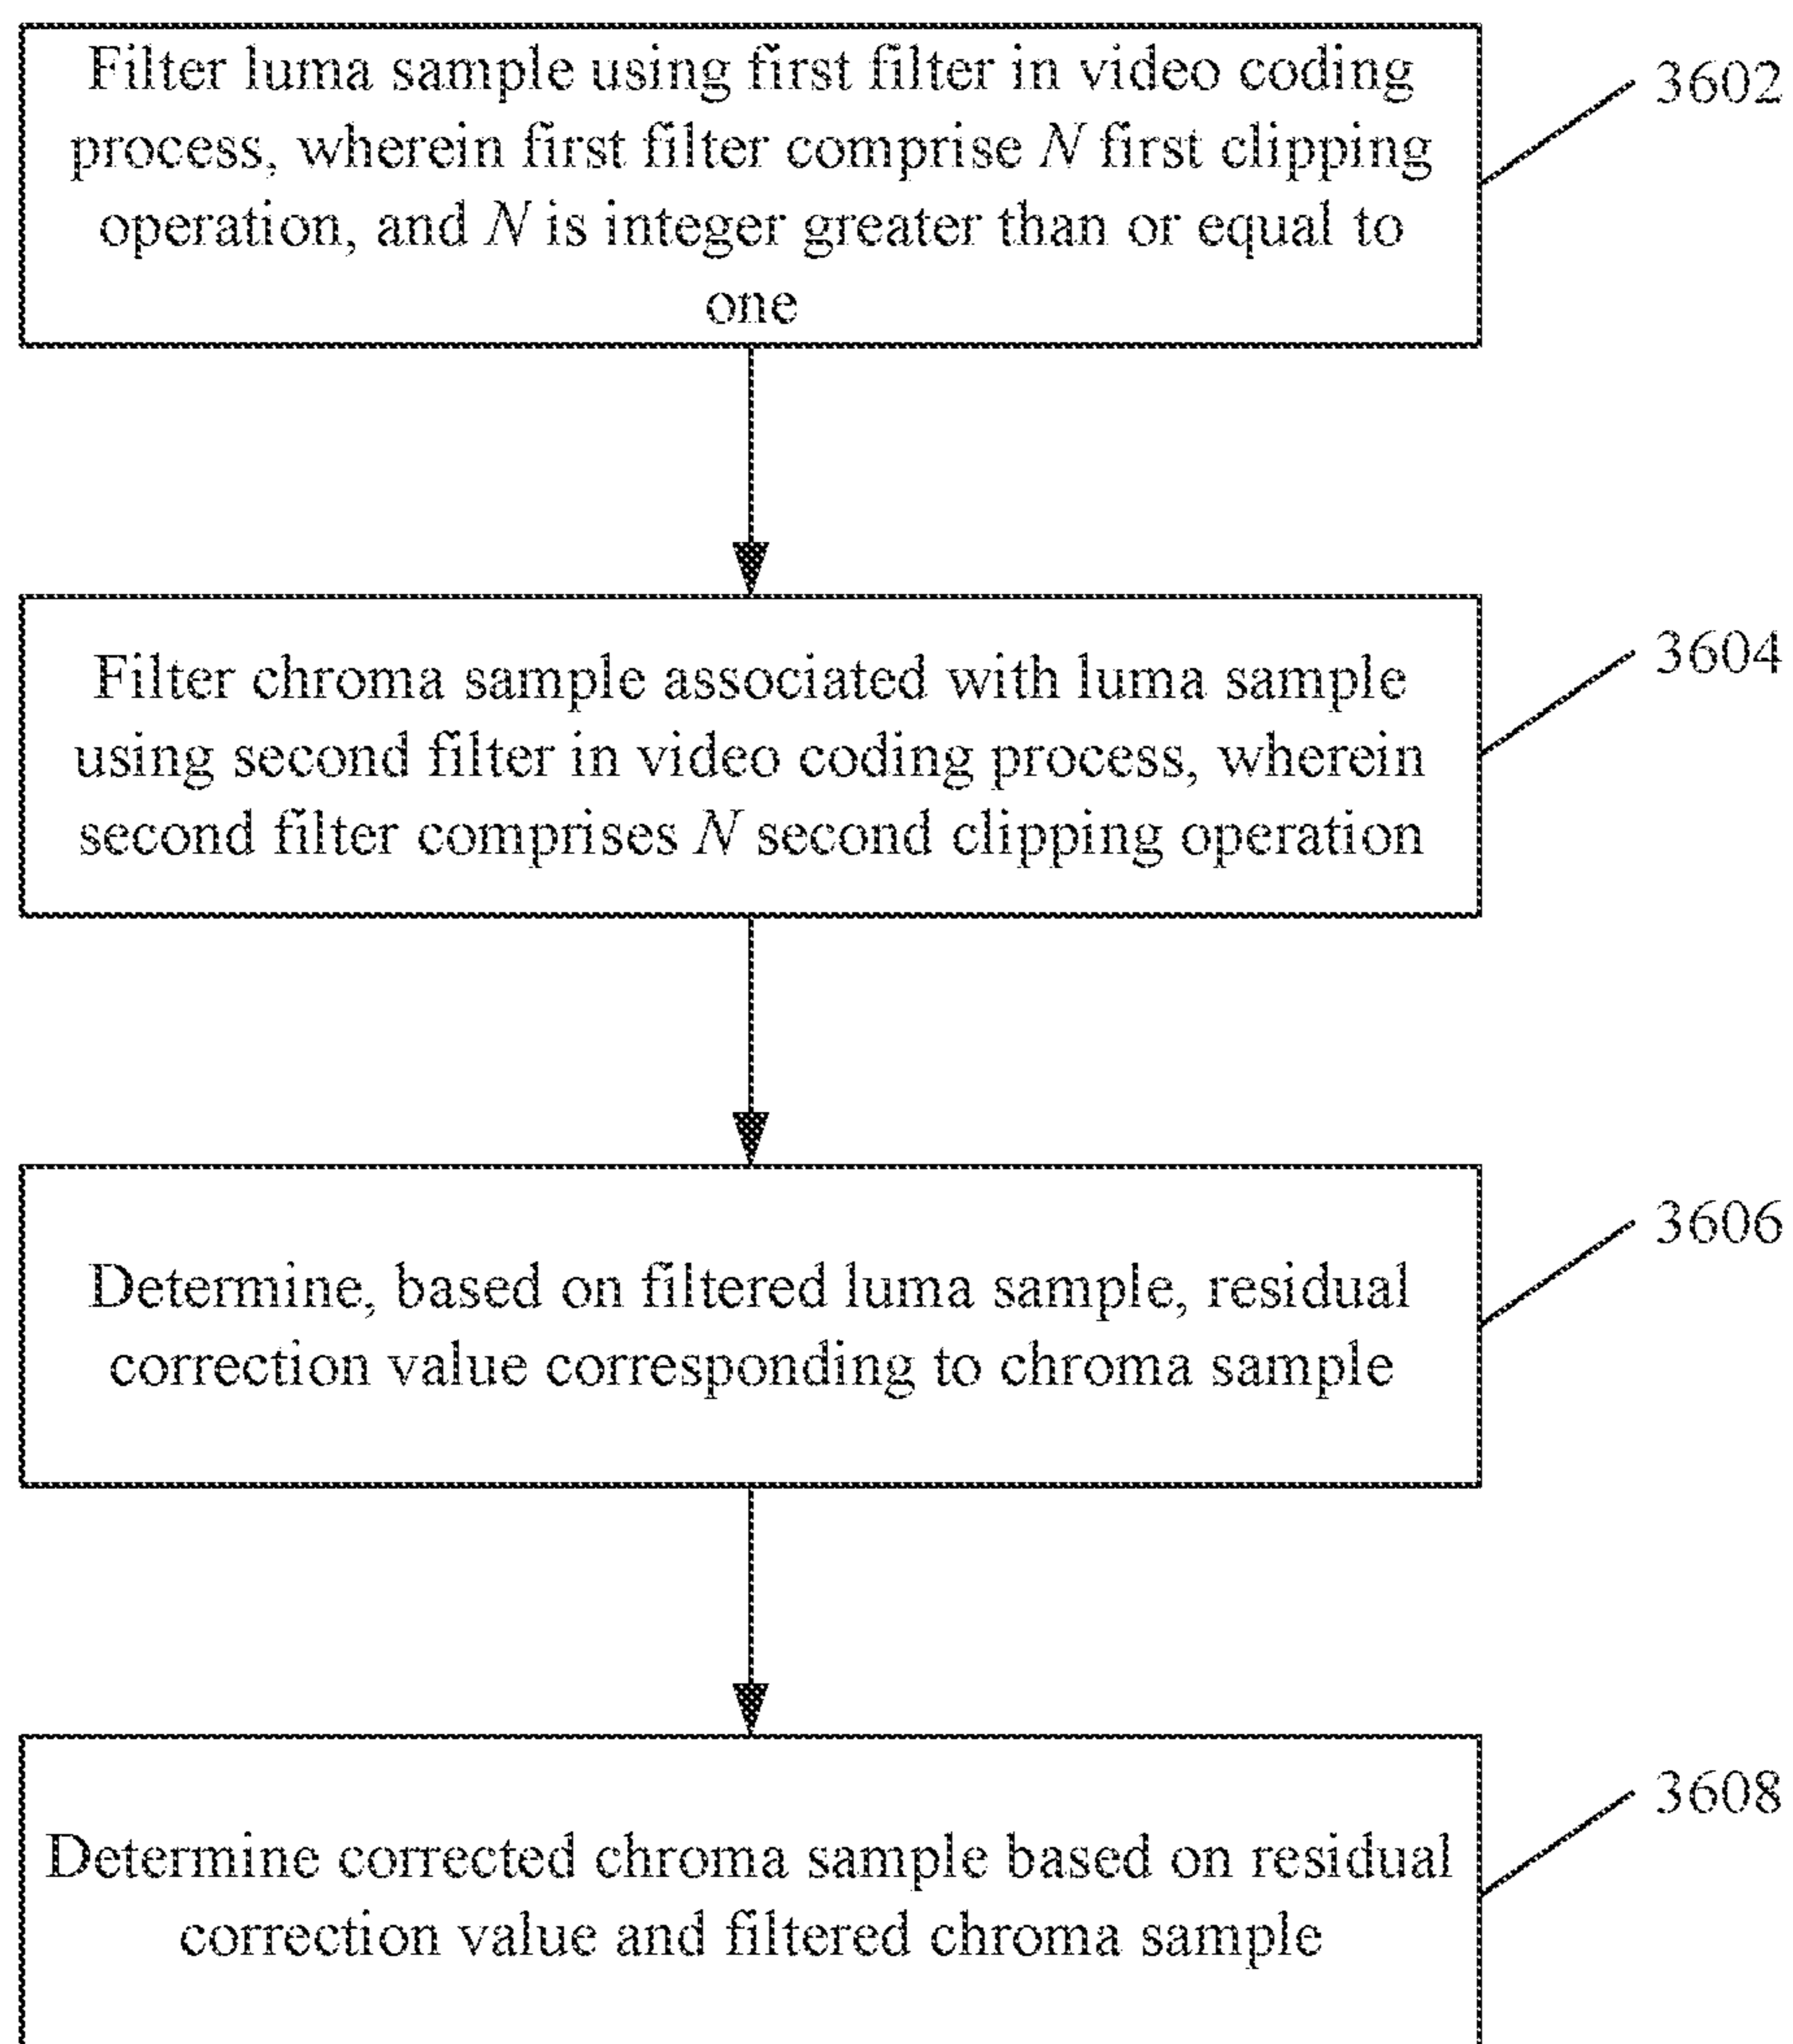 Filter luma sample using first filter in video coding
process, wherein first filter comprise N first clipping
operation, and N is integer greater than or equal to
one
3602
Filter chroma sample associated with luma sample
using second filter in video coding process, wherein
second filter comprises N second clipping operation
3604
Determine, based on filtered luma sample, residual
correction value corresponding to chroma sample
3606
Determine corrected chroma sample based on residual
correction value and filtered chroma sample
3608